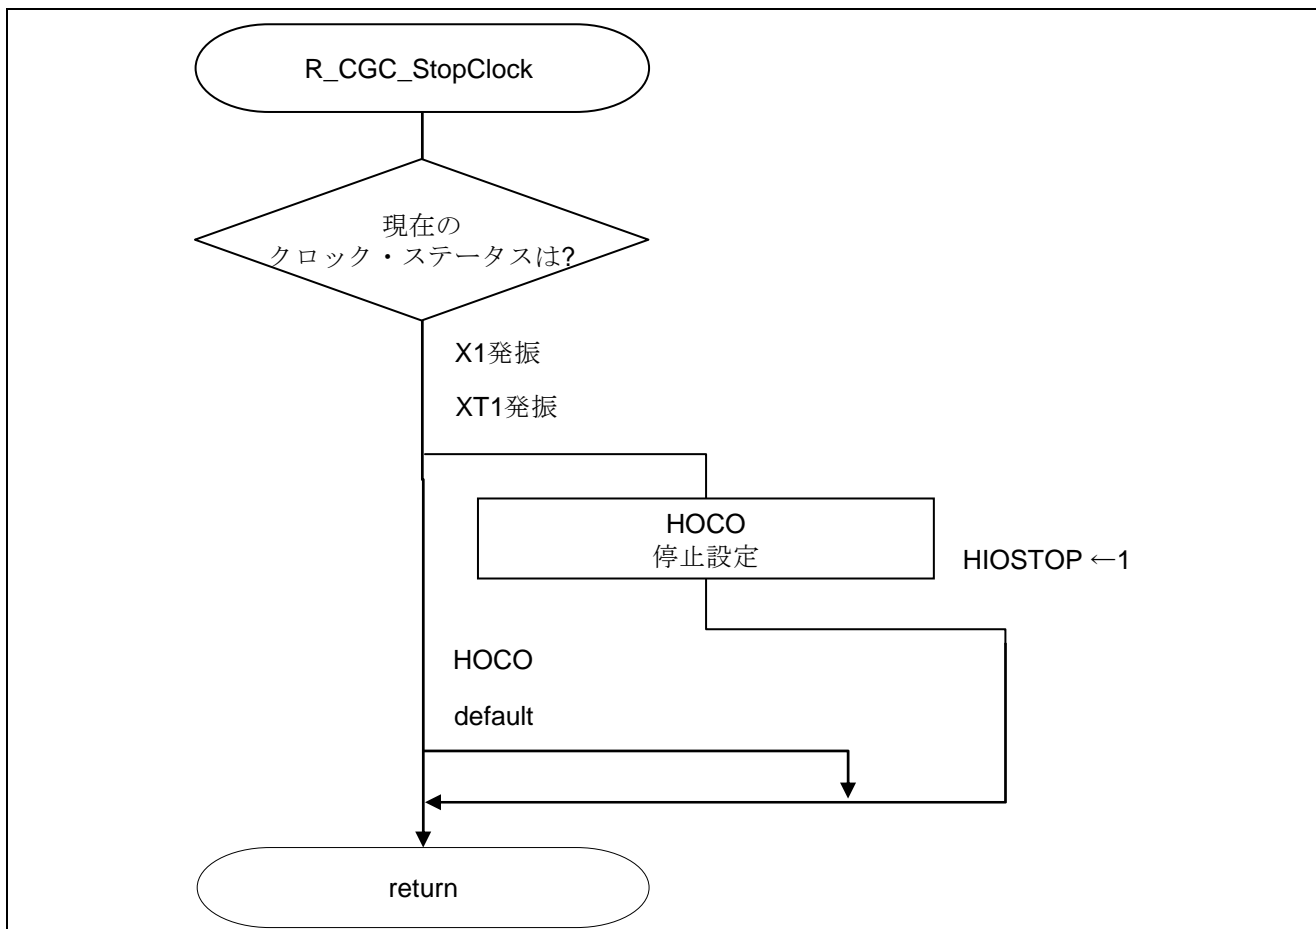 R_CGC_StopClock
現在の
クロック・ステータスは?
X1発振
XT1発振
HOCO
停止設定
HIOSTOP ←1
HOCO
default
return